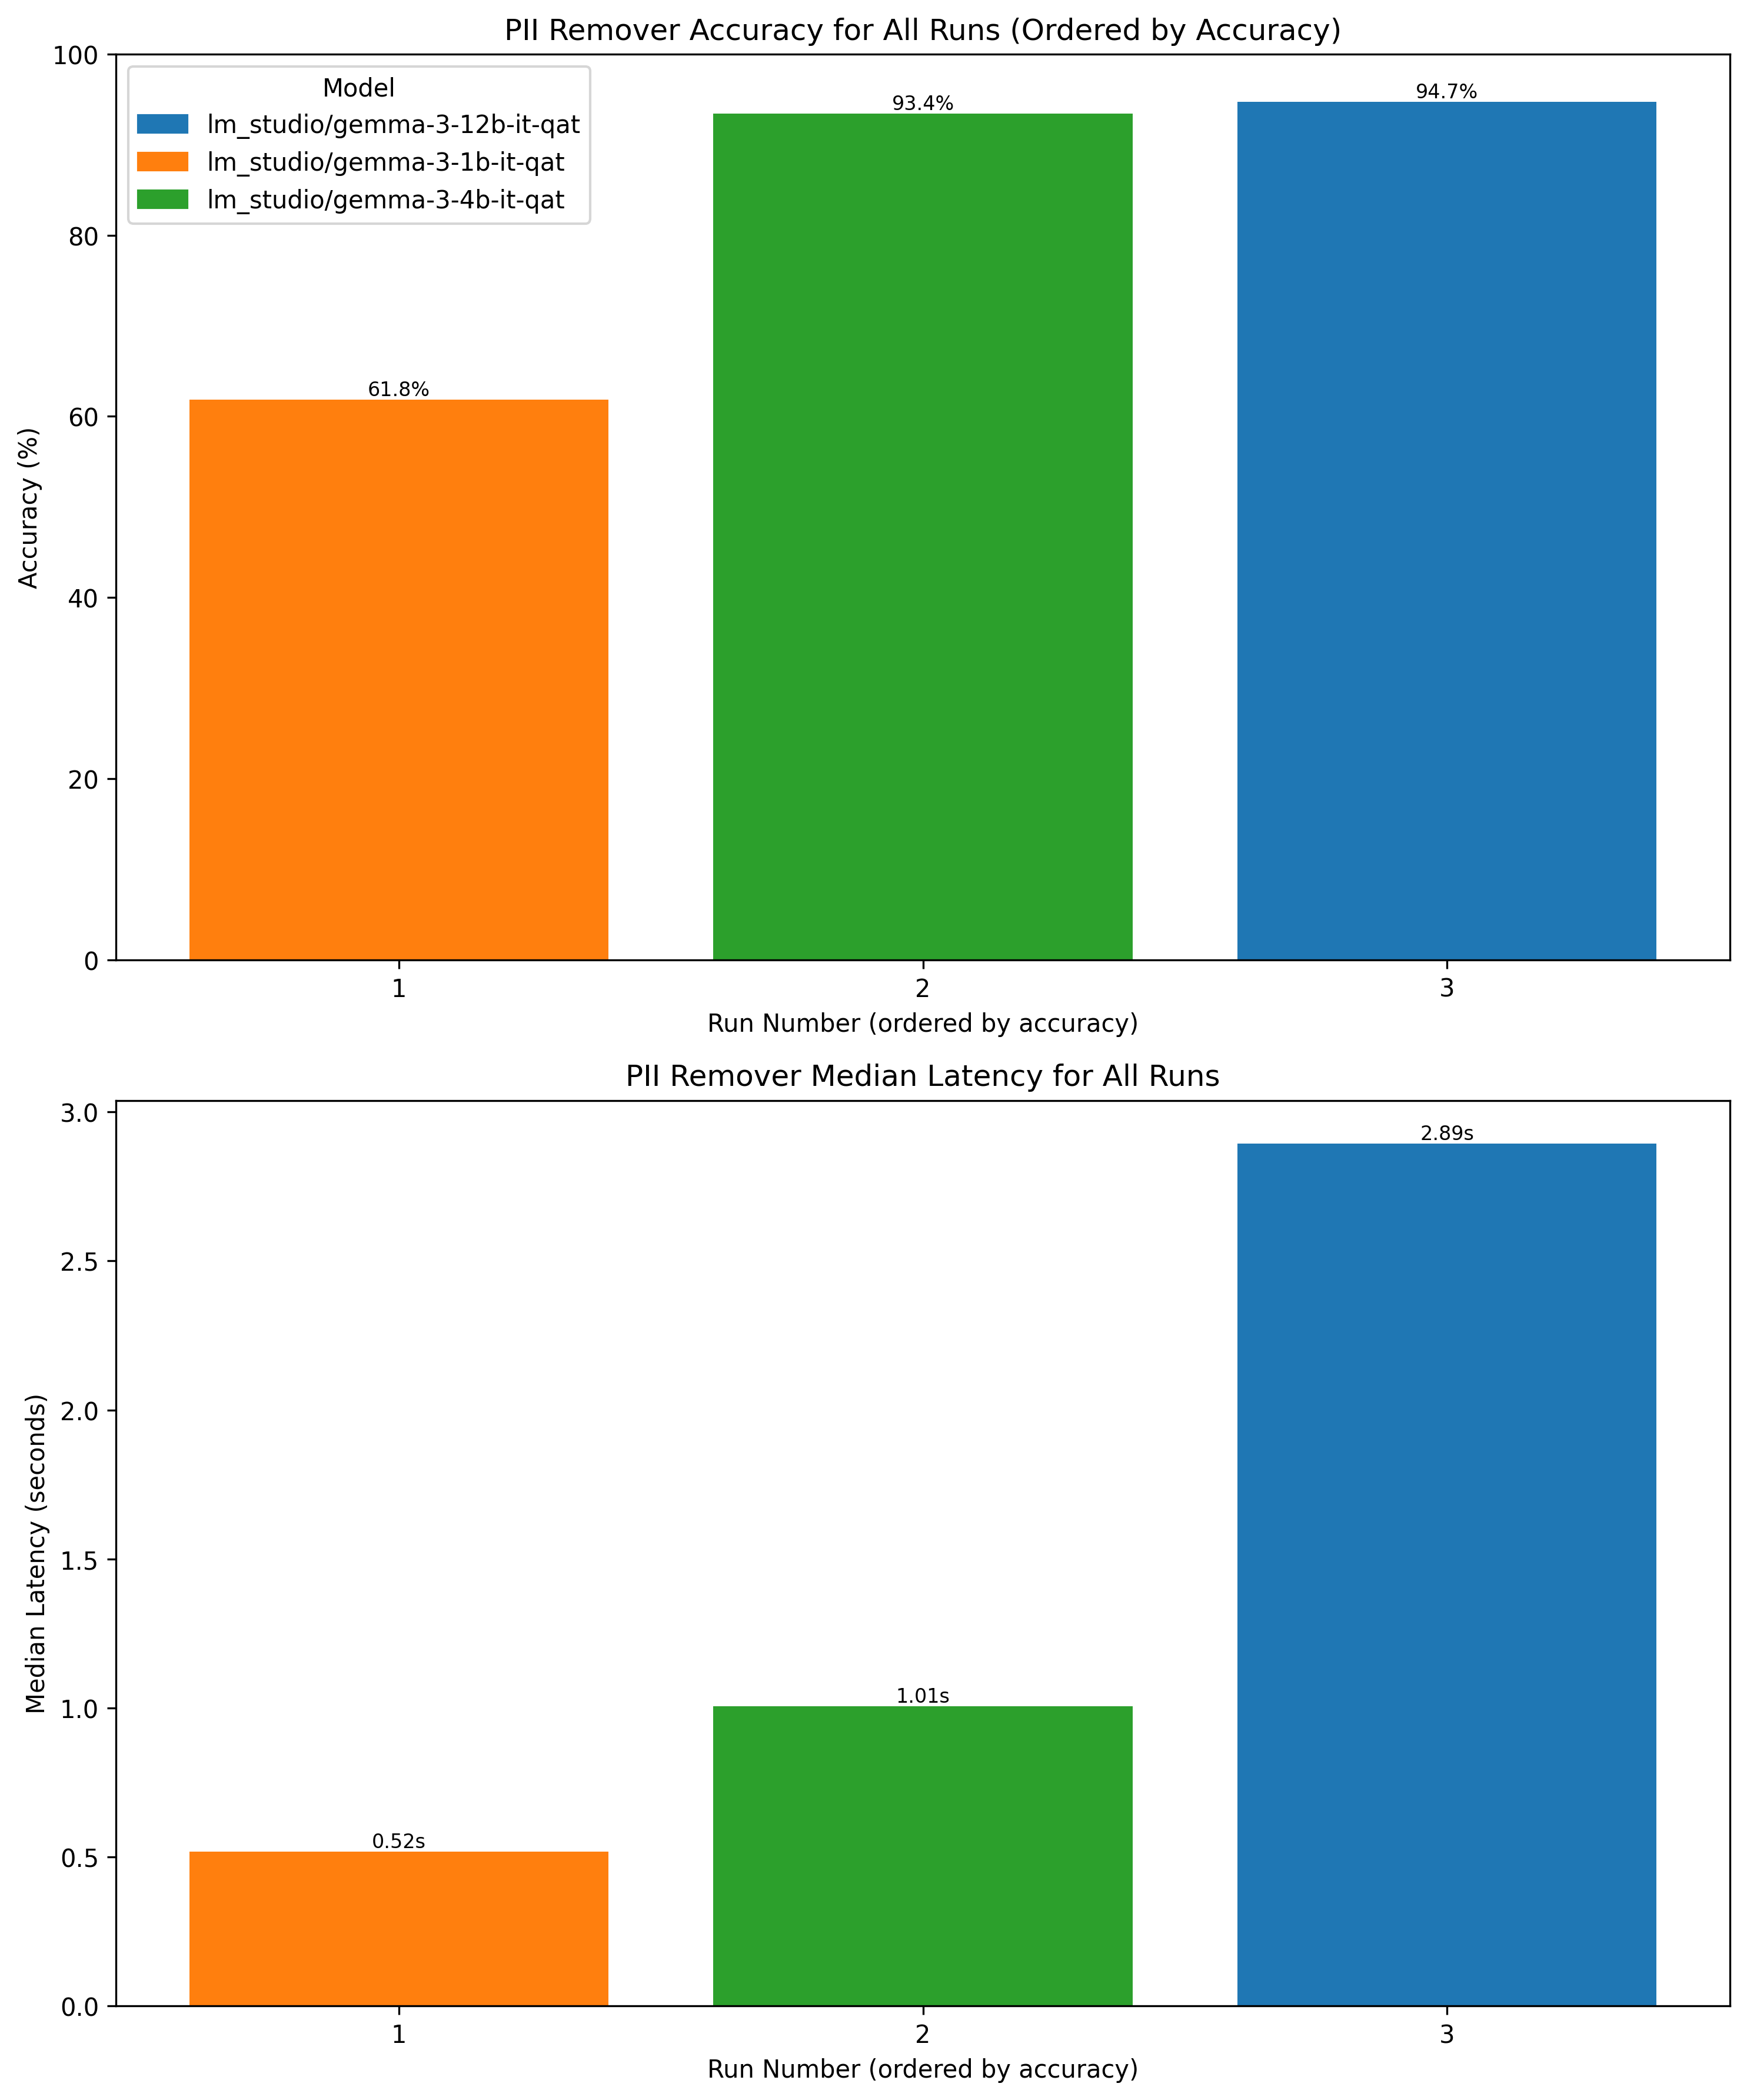 PII Remover Accuracy for All Runs (Ordered by Accuracy)
Model
lm_studio/gemma-3-12b-it-qat
lm_studio/gemma-3-1b-it-qat
lm_studio/gemma-3-4b-it-qat
100
80
60
40
20
0
Accuracy (%)
61.8%
93.4%
94.7%
1
2
3
Run Number (ordered by accuracy)
PII Remover Median Latency for All Runs
3.0
2.5
2.0
1.5
1.0
0.5
0.0
Median Latency (seconds)
0.52s
1.01s
2.89s
1
2
3
Run Number (ordered by accuracy)